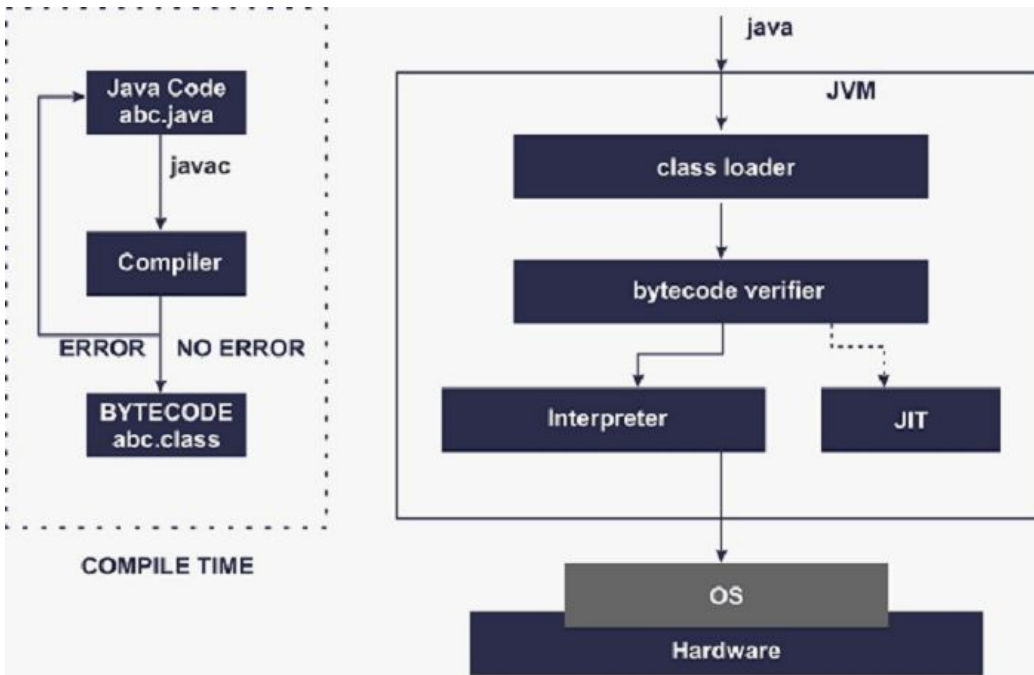 Java Code
abc.java
javac
Compiler
ERROR
NO ERROR
BYTECODE
abc.class
COMPILE TIME
java
JVM
class loader
bytecode verifier
Interpreter
JIT
OS
Hardware